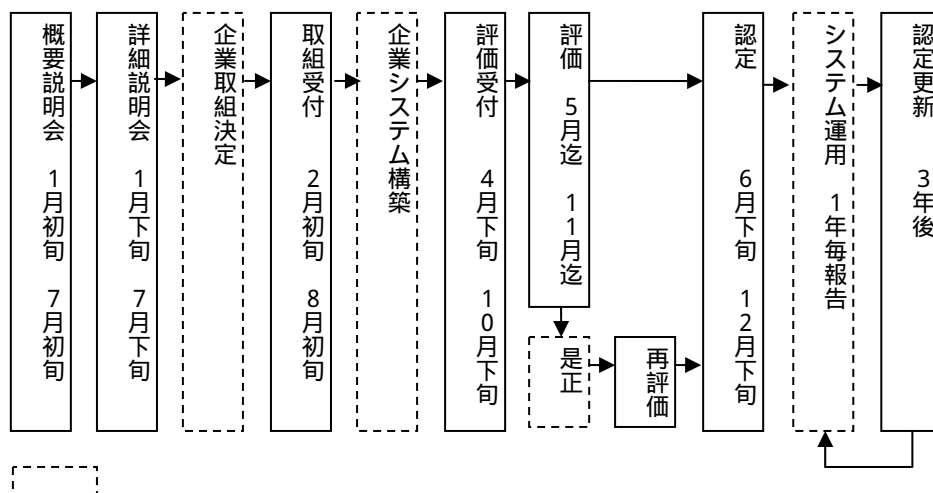 概要説明会 1月初旬 7月初旬
詳細説明会 1月下旬 7月下旬
企業取組決定
取組受付 2月初旬 8月初旬
企業システム構築
評価受付 4月下旬 10月下旬
評価 5月迄 11月迄
是正
再評価
認定 6月下旬 12月下旬
システム運用 1年毎報告
認定更新 3年後